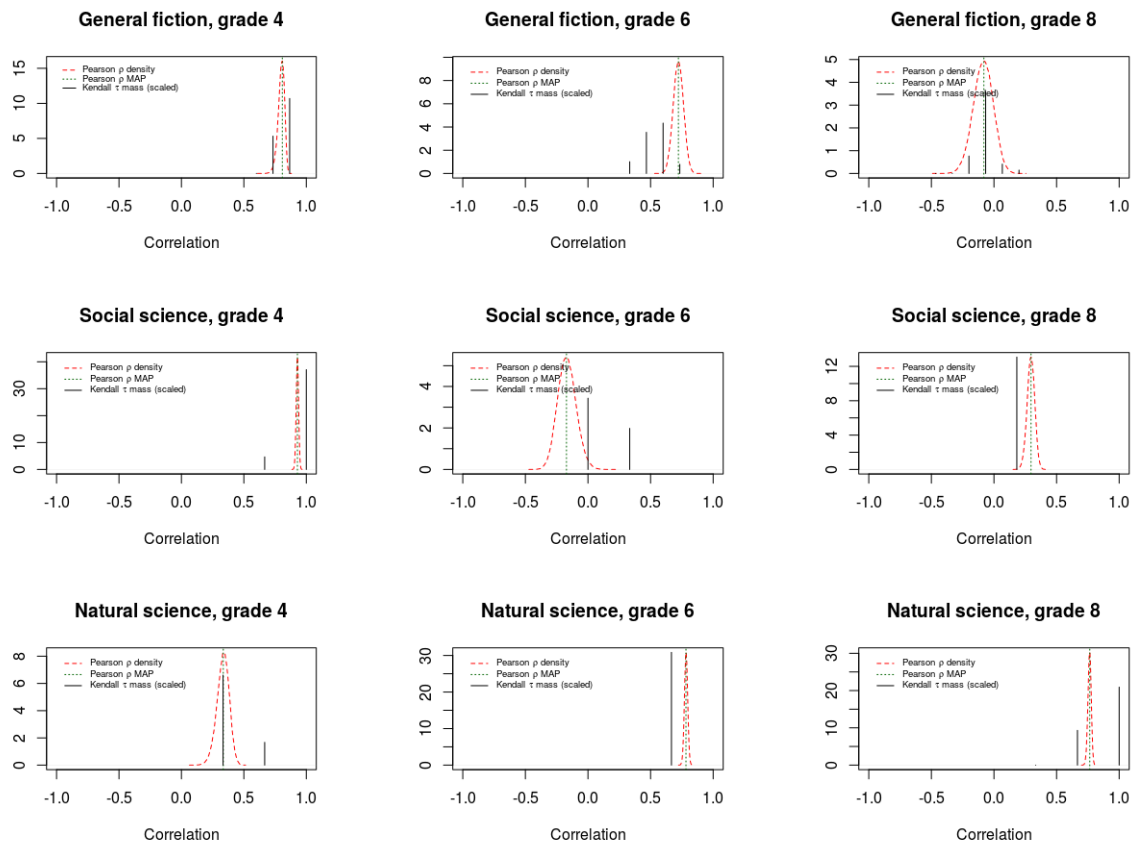 General fiction, grade 4
Pearson ρ density
Pearson ρ MAP
Kendall τ mass (scaled)
0 5 10 15
-1.0 -0.5 0.0 0.5 1.0
Correlation
General fiction, grade 6
Pearson ρ density
Pearson ρ MAP
Kendall τ mass (scaled)
0 2 4 6 8
-1.0 -0.5 0.0 0.5 1.0
Correlation
General fiction, grade 8
Pearson ρ density
Pearson ρ MAP
Kendall τ mass (scaled)
0 1 2 3 4 5
-1.0 -0.5 0.0 0.5 1.0
Correlation
Social science, grade 4
Pearson ρ density
Pearson ρ MAP
Kendall τ mass (scaled)
0 10 30
-1.0 -0.5 0.0 0.5 1.0
Correlation
Social science, grade 6
Pearson ρ density
Pearson ρ MAP
Kendall τ mass (scaled)
0 2 4
-1.0 -0.5 0.0 0.5 1.0
Correlation
Social science, grade 8
Pearson ρ density
Pearson ρ MAP
Kendall τ mass (scaled)
0 4 8 12
-1.0 -0.5 0.0 0.5 1.0
Correlation
Natural science, grade 4
Pearson ρ density
Pearson ρ MAP
Kendall τ mass (scaled)
0 2 4 6 8
-1.0 -0.5 0.0 0.5 1.0
Correlation
Natural science, grade 6
Pearson ρ density
Pearson ρ MAP
Kendall τ mass (scaled)
0 10 20 30
-1.0 -0.5 0.0 0.5 1.0
Correlation
Natural science, grade 8
Pearson ρ density
Pearson ρ MAP
Kendall τ mass (scaled)
0 10 20 30
-1.0 -0.5 0.0 0.5 1.0
Correlation